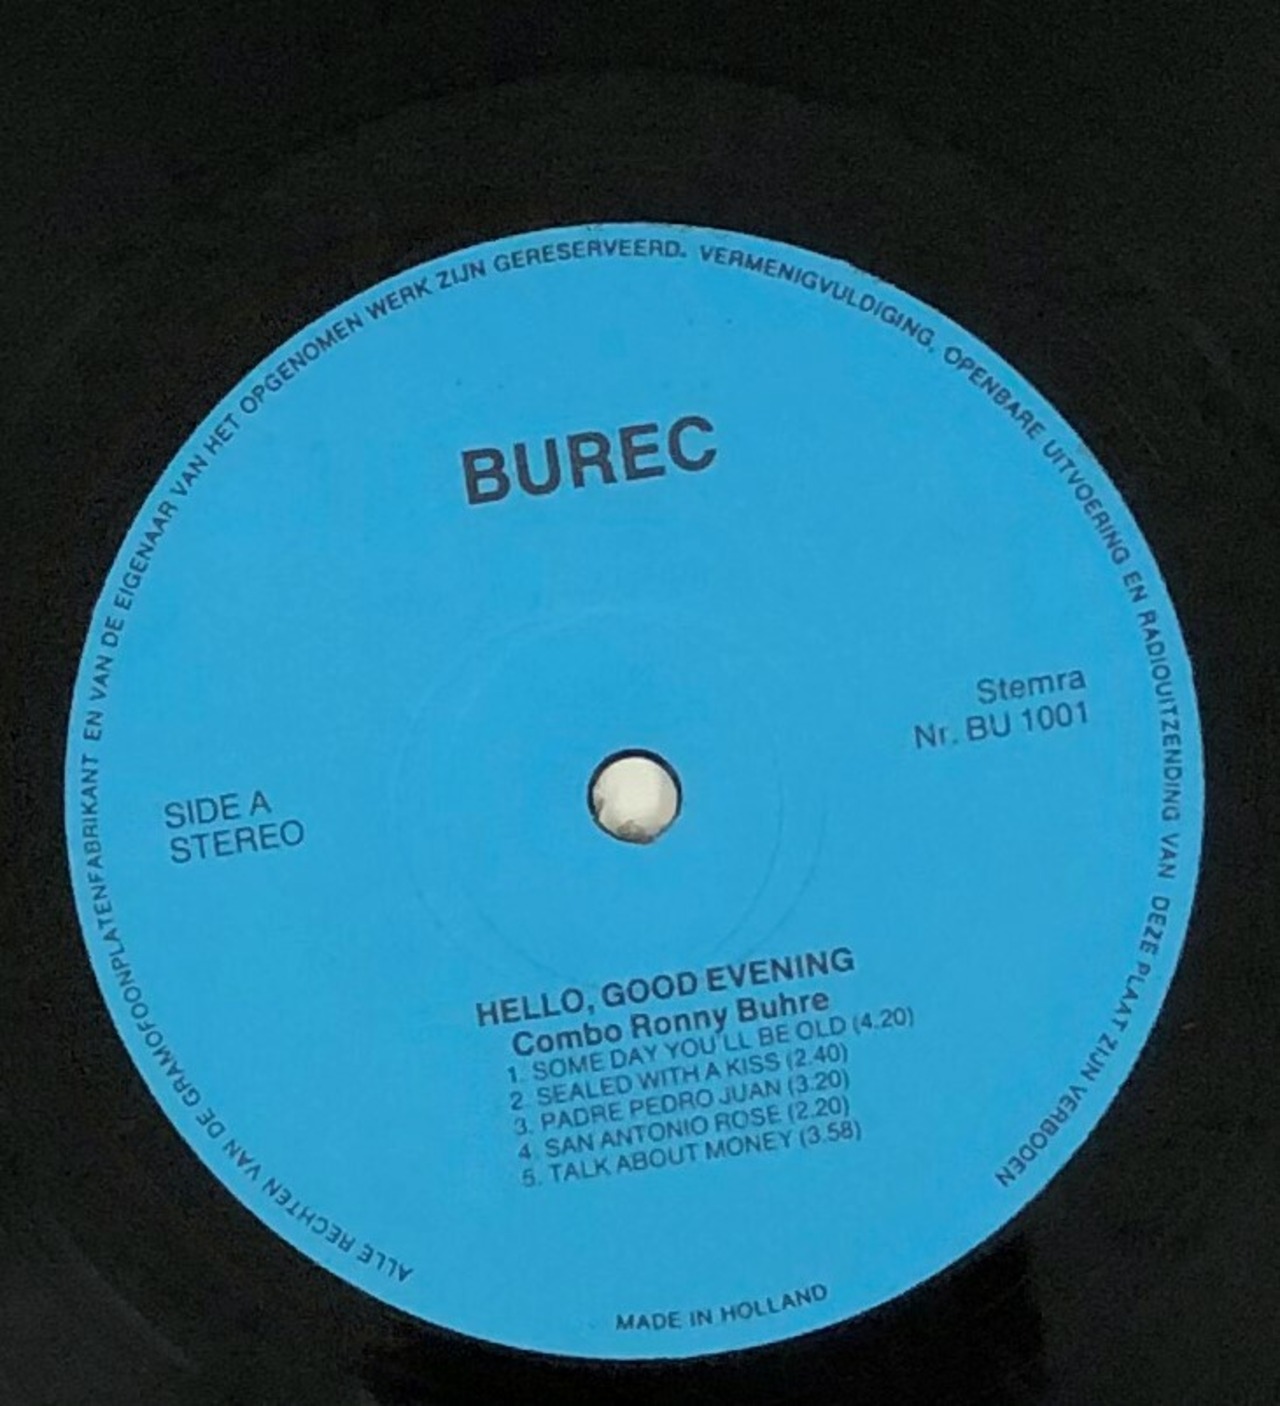 ALLE RECHTEN VAN DE GRAMOFOONPLATENFABRIKANT EN VAN DE EIGENAAR VAN HET OPGENOMEN WERK ZIJN GERESERVEERD. VERMENIGVULDIGING, OPENBARE UITVOERING EN RADIOUITZENDING VAN DEZE PLAAT ZIJN VERBODEN
BUREC
Stemra
Nr. BU 1001
SIDE A
STEREO
HELLO, GOOD EVENING
Combo Ronny Buhre
1. SOME DAY YOU'LL BE OLD (4.20)
2. SEALED WITH A KISS (2.40)
3. PADRE PEDRO JUAN (3.20)
4. SAN ANTONIO ROSE (2.20)
5. TALK ABOUT MONEY (3.58)
MADE IN HOLLAND